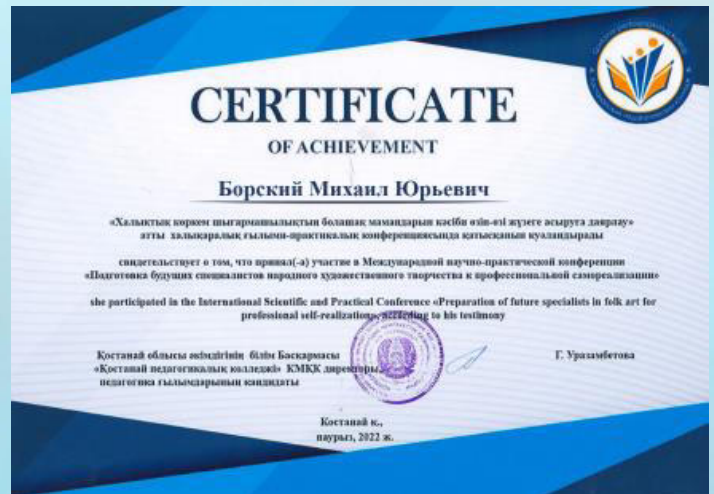 CERTIFICATE
OF ACHIEVEMENT
Борский Михаил Юрьевич
«Халықтық көркем шығармашылықтың болашақ мамандарын кәсіби өзін-өзі жүзеге асыруға даярлау»
атты халықаралық ғылыми-практикалық конференциясында қатысқанын куәландырады
свидетельствует о том, что принял(-а) участие в Международной научно-практической конференции
«Подготовка будущих специалистов народного художественного творчества к профессиональной самореализации»
she participated in the International Scientific and Practical Conference «Preparation of future specialists in folk art for
professional self-realization», according to his testimony
Қостанай облысы әкімдігінің білім Басқармасы
«Қостанай педагогикалық колледжі» КМҚК директоры,
педагогика ғылымдарының кандидаты
Г. Уразамбетова
Костанай қ.,
наурыз, 2022 ж.